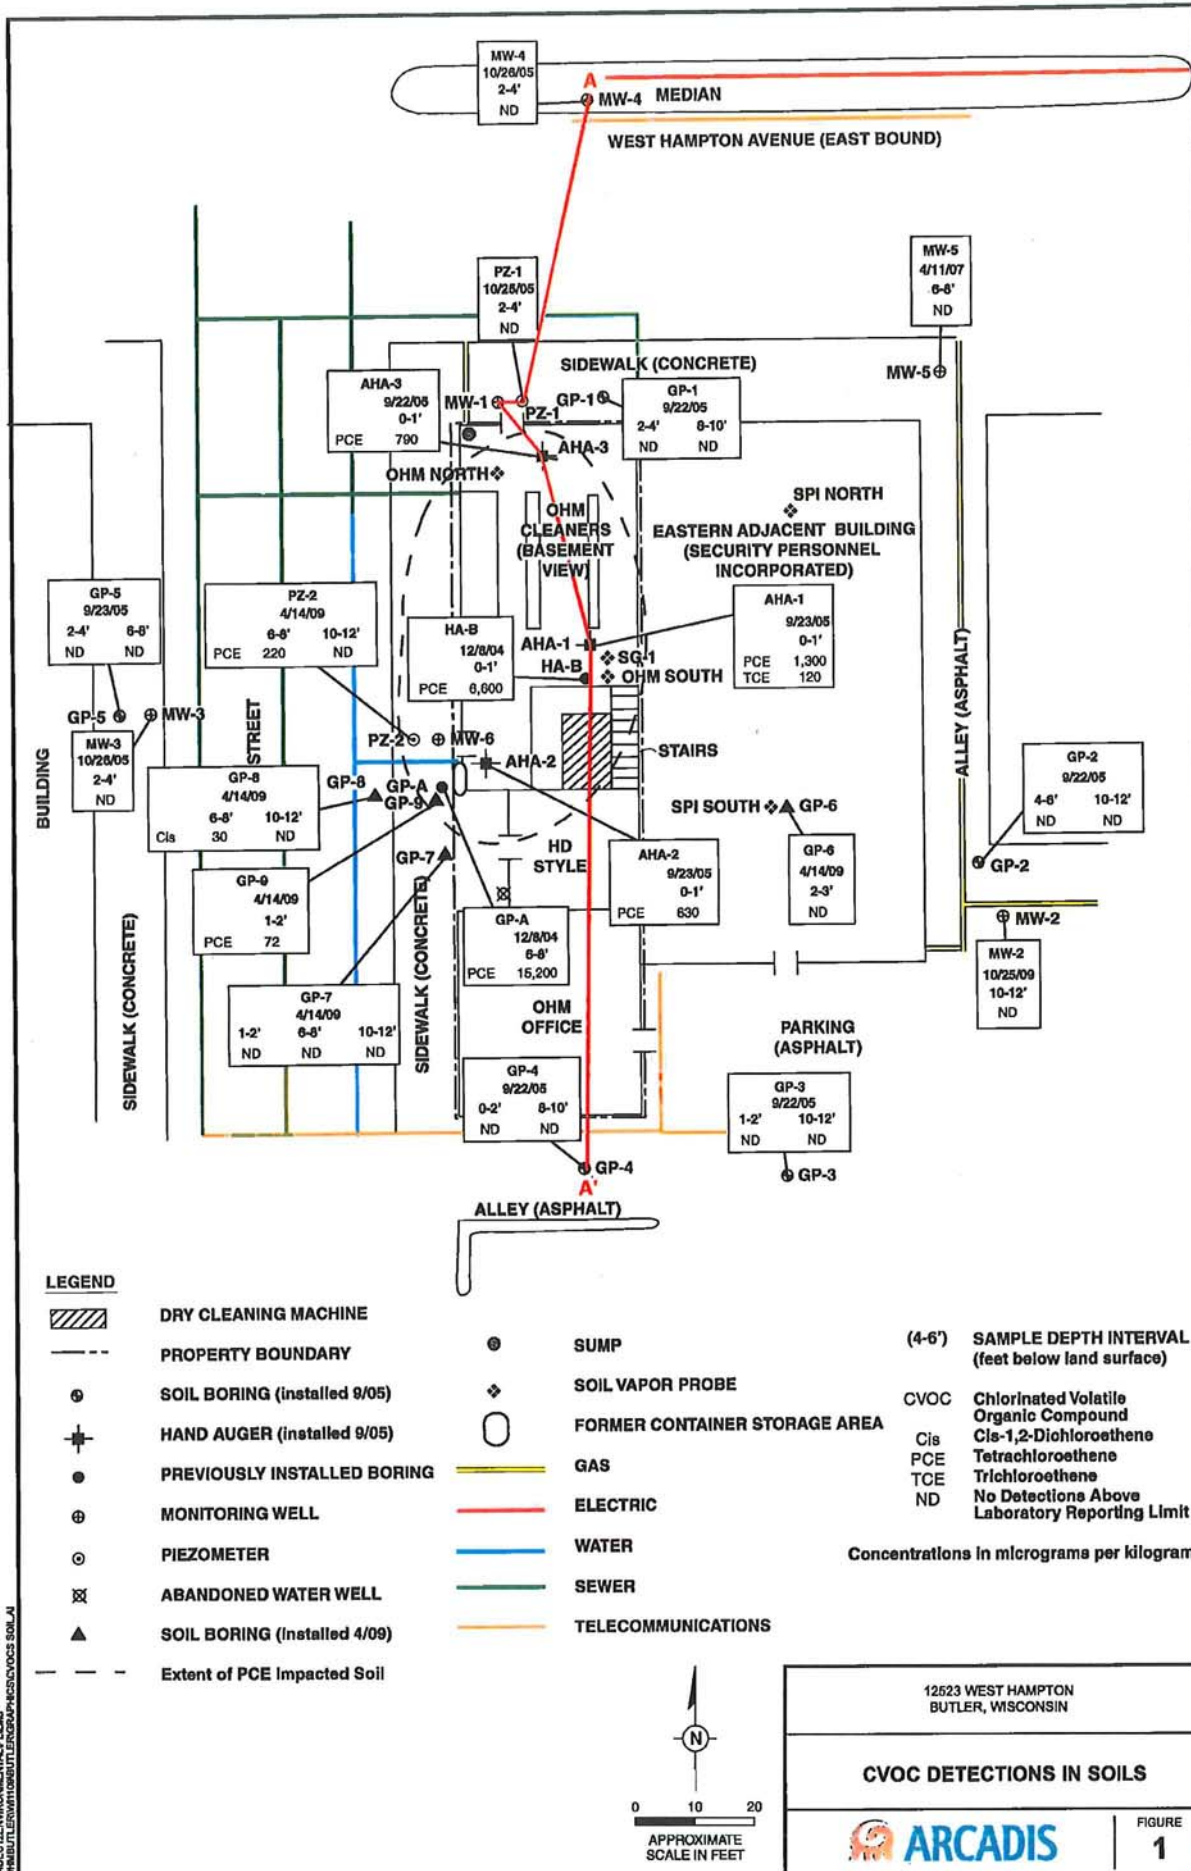 MW-4
10/26/05
2-4'
ND
A
MW-4
MEDIAN
WEST HAMPTON AVENUE (EAST BOUND)
PZ-1
10/25/05
2-4'
ND
MW-5
4/11/07
6-8'
ND
MW-5
SIDEWALK (CONCRETE)
AHA-3
9/22/05
0-1'
PCE 790
MW-1
PZ-1
GP-1
GP-1
9/22/05
2-4' 8-10'
ND ND
AHA-3
OHM NORTH
SPI NORTH
OHM
CLEANERS
(BASEMENT
VIEW)
EASTERN ADJACENT BUILDING
(SECURITY PERSONNEL
INCORPORATED)
GP-5
9/23/05
2-4' 6-8'
ND ND
PZ-2
4/14/09
6-8' 10-12'
PCE 220 ND
HA-B
12/8/04
0-1'
PCE 6,600
AHA-1
9/23/05
0-1'
PCE 1,300
TCE 120
AHA-1
SG-1
HA-B
OHM SOUTH
GP-5
MW-3
STREET
BUILDING
MW-3
10/26/05
2-4'
ND
PZ-2
MW-6
AHA-2
STAIRS
ALLEY (ASPHALT)
GP-2
9/22/05
4-6' 10-12'
ND ND
GP-8
4/14/09
6-8' 10-12'
Cis 30 ND
GP-8
GP-A
GP-9
SPI SOUTH
GP-6
GP-7
HD
STYLE
AHA-2
9/23/05
0-1'
PCE 630
GP-6
4/14/09
2-3'
ND
GP-2
GP-9
4/14/09
1-2'
PCE 72
GP-A
12/8/04
6-8'
PCE 15,200
MW-2
MW-2
10/25/09
10-12'
ND
SIDEWALK (CONCRETE)
SIDEWALK (CONCRETE)
GP-7
4/14/09
1-2' 6-8' 10-12'
ND ND ND
OHM
OFFICE
PARKING
(ASPHALT)
GP-4
9/22/05
0-2' 8-10'
ND ND
GP-3
9/22/05
1-2' 10-12'
ND ND
GP-4
GP-3
A'
ALLEY (ASPHALT)
LEGEND
DRY CLEANING MACHINE
PROPERTY BOUNDARY
SOIL BORING (installed 9/05)
HAND AUGER (installed 9/05)
PREVIOUSLY INSTALLED BORING
MONITORING WELL
PIEZOMETER
ABANDONED WATER WELL
SOIL BORING (installed 4/09)
Extent of PCE Impacted Soil
SUMP
SOIL VAPOR PROBE
FORMER CONTAINER STORAGE AREA
GAS
ELECTRIC
WATER
SEWER
TELECOMMUNICATIONS
(4-6') SAMPLE DEPTH INTERVAL
(feet below land surface)
CVOC Chlorinated Volatile
Organic Compound
Cis Cis-1,2-Dichloroethene
PCE Tetrachloroethene
TCE Trichloroethene
ND No Detections Above
Laboratory Reporting Limit
Concentrations in micrograms per kilogram
N
0 10 20
APPROXIMATE
SCALE IN FEET
12523 WEST HAMPTON
BUTLER, WISCONSIN
CVOC DETECTIONS IN SOILS
ARCADIS
FIGURE
1